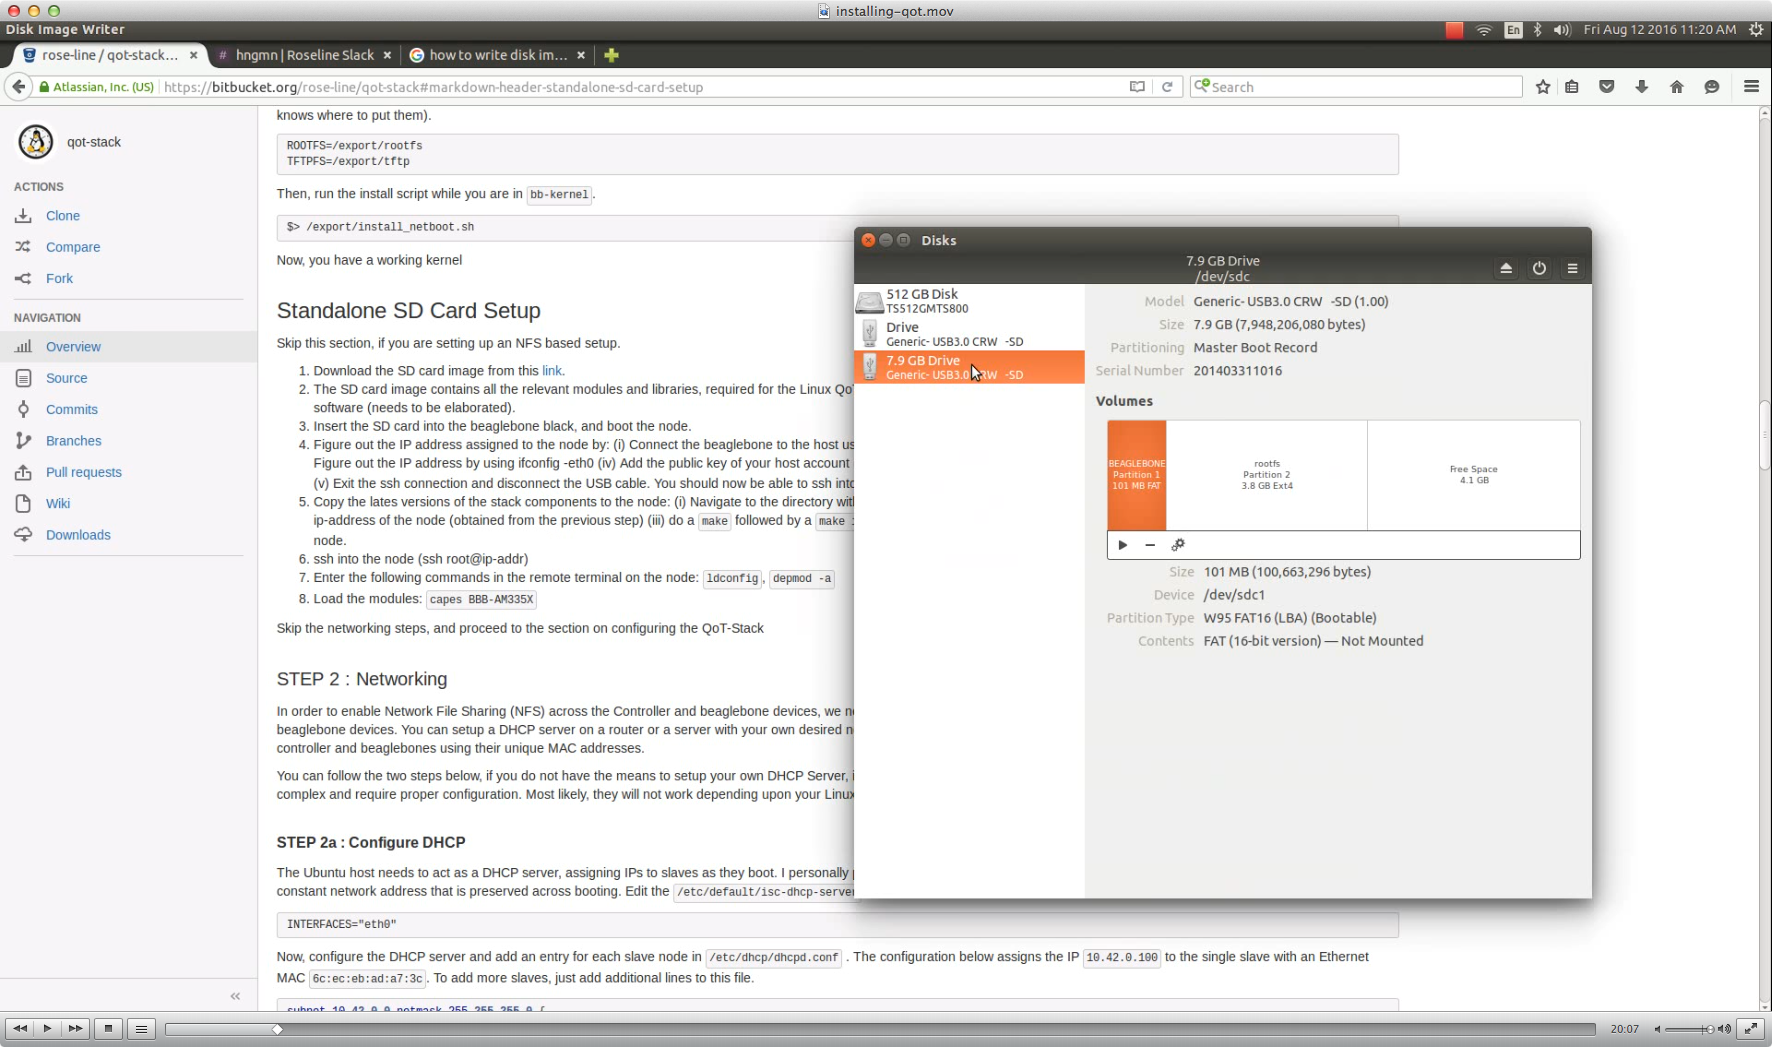 installing-qot.mov
Disk Image Writer
En
Fri Aug 12 2016 11:20 AM
rose-line / qot-stack...
hngmn | Roseline Slack
how to write disk im...
Atlassian, Inc. (US)
https://bitbucket.org/rose-line/qot-stack#markdown-header-standalone-sd-card-setup
Search
qot-stack
ACTIONS
Clone
Compare
Fork
NAVIGATION
Overview
Source
Commits
Branches
Pull requests
Wiki
Downloads
knows where to put them).
ROOTFS=/export/rootfs
TFTPFS=/export/tftp
Then, run the install script while you are in bb-kernel.
$> /export/install_netboot.sh
Now, you have a working kernel
Standalone SD Card Setup
Skip this section, if you are setting up an NFS based setup.
1. Download the SD card image from this link.
2. The SD card image contains all the relevant modules and libraries, required for the Linux Qo
software (needs to be elaborated).
3. Insert the SD card into the beaglebone black, and boot the node.
4. Figure out the IP address assigned to the node by: (i) Connect the beaglebone to the host us
Figure out the IP address by using ifconfig -eth0 (iv) Add the public key of your host account
(v) Exit the ssh connection and disconnect the USB cable. You should now be able to ssh into
5. Copy the lates versions of the stack components to the node: (i) Navigate to the directory wit
ip-address of the node (obtained from the previous step) (iii) do a make followed by a make i
node.
6. ssh into the node (ssh root@ip-addr)
7. Enter the following commands in the remote terminal on the node: ldconfig, depmod -a
8. Load the modules: capes BBB-AM335X
Skip the networking steps, and proceed to the section on configuring the QoT-Stack
STEP 2 : Networking
In order to enable Network File Sharing (NFS) across the Controller and beaglebone devices, we n
beaglebone devices. You can setup a DHCP server on a router or a server with your own desired n
controller and beaglebones using their unique MAC addresses.
You can follow the two steps below, if you do not have the means to setup your own DHCP Server, i
complex and require proper configuration. Most likely, they will not work depending upon your Linux
STEP 2a : Configure DHCP
The Ubuntu host needs to act as a DHCP server, assigning IPs to slaves as they boot. I personally
constant network address that is preserved across booting. Edit the /etc/default/isc-dhcp-server
INTERFACES="eth0"
Now, configure the DHCP server and add an entry for each slave node in /etc/dhcp/dhcpd.conf . The configuration below assigns the IP 10.42.0.100 to the single slave with an Ethernet
MAC 6c:ec:eb:ad:a7:3c. To add more slaves, just add additional lines to this file.
subnet 10.42.0.0 netmask 255.255.255.0 {
Disks
7.9 GB Drive
/dev/sdc
512 GB Disk
TS512GMTS800
Drive
Generic- USB3.0 CRW -SD
7.9 GB Drive
Generic- USB3.0 CRW -SD
Model Generic- USB3.0 CRW -SD (1.00)
Size 7.9 GB (7,948,206,080 bytes)
Partitioning Master Boot Record
Serial Number 201403311016
Volumes
BEAGLEBONE
Partition 1
101 MB FAT
rootfs
Partition 2
3.8 GB Ext4
Free Space
4.1 GB
Size 101 MB (100,663,296 bytes)
Device /dev/sdc1
Partition Type W95 FAT16 (LBA) (Bootable)
Contents FAT (16-bit version) — Not Mounted
20:07